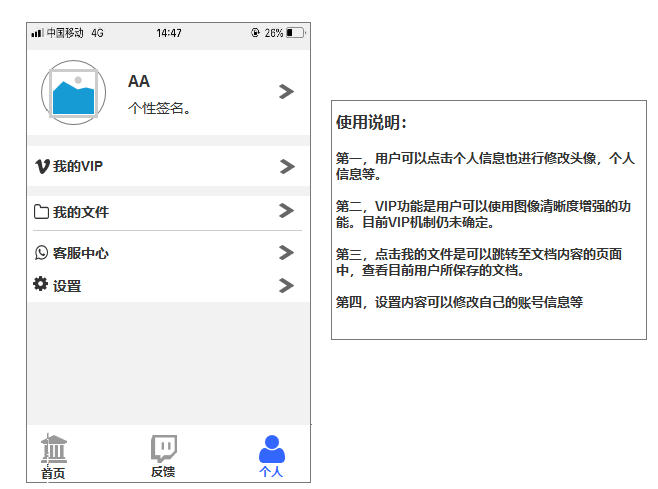 中国移动 4G 14:47 26%
AA
个性签名。
我的VIP
我的文件
客服中心
设置
首页 反馈 个人
使用说明：
第一，用户可以点击个人信息也进行修改头像，个人
信息等。
第二，VIP功能是用户可以使用图像清晰度增强的功
能。目前VIP机制仍未确定。
第三，点击我的文件是可以跳转至文档内容的页面
中，查看目前用户所保存的文档。
第四，设置内容可以修改自己的账号信息等